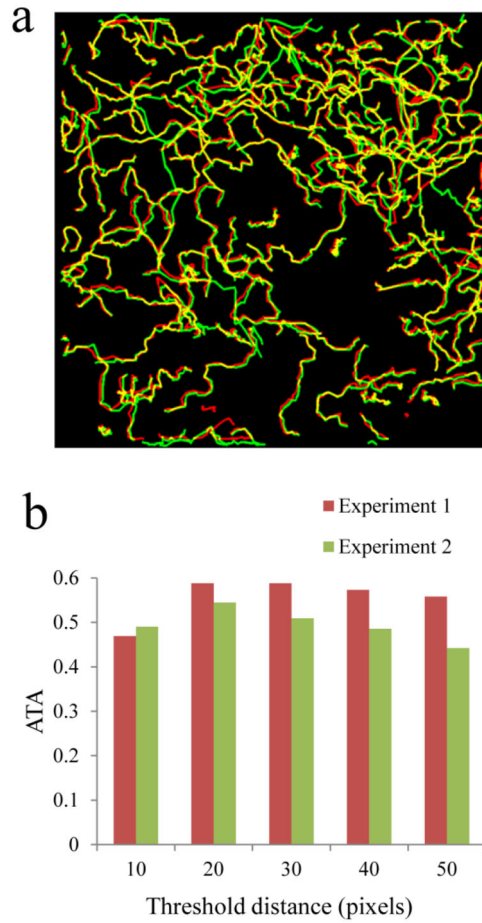 a
b
Experiment 1
Experiment 2
0.6
0.5
0.4
0.3
0.2
0.1
0
ATA
10 20 30 40 50
Threshold distance (pixels)